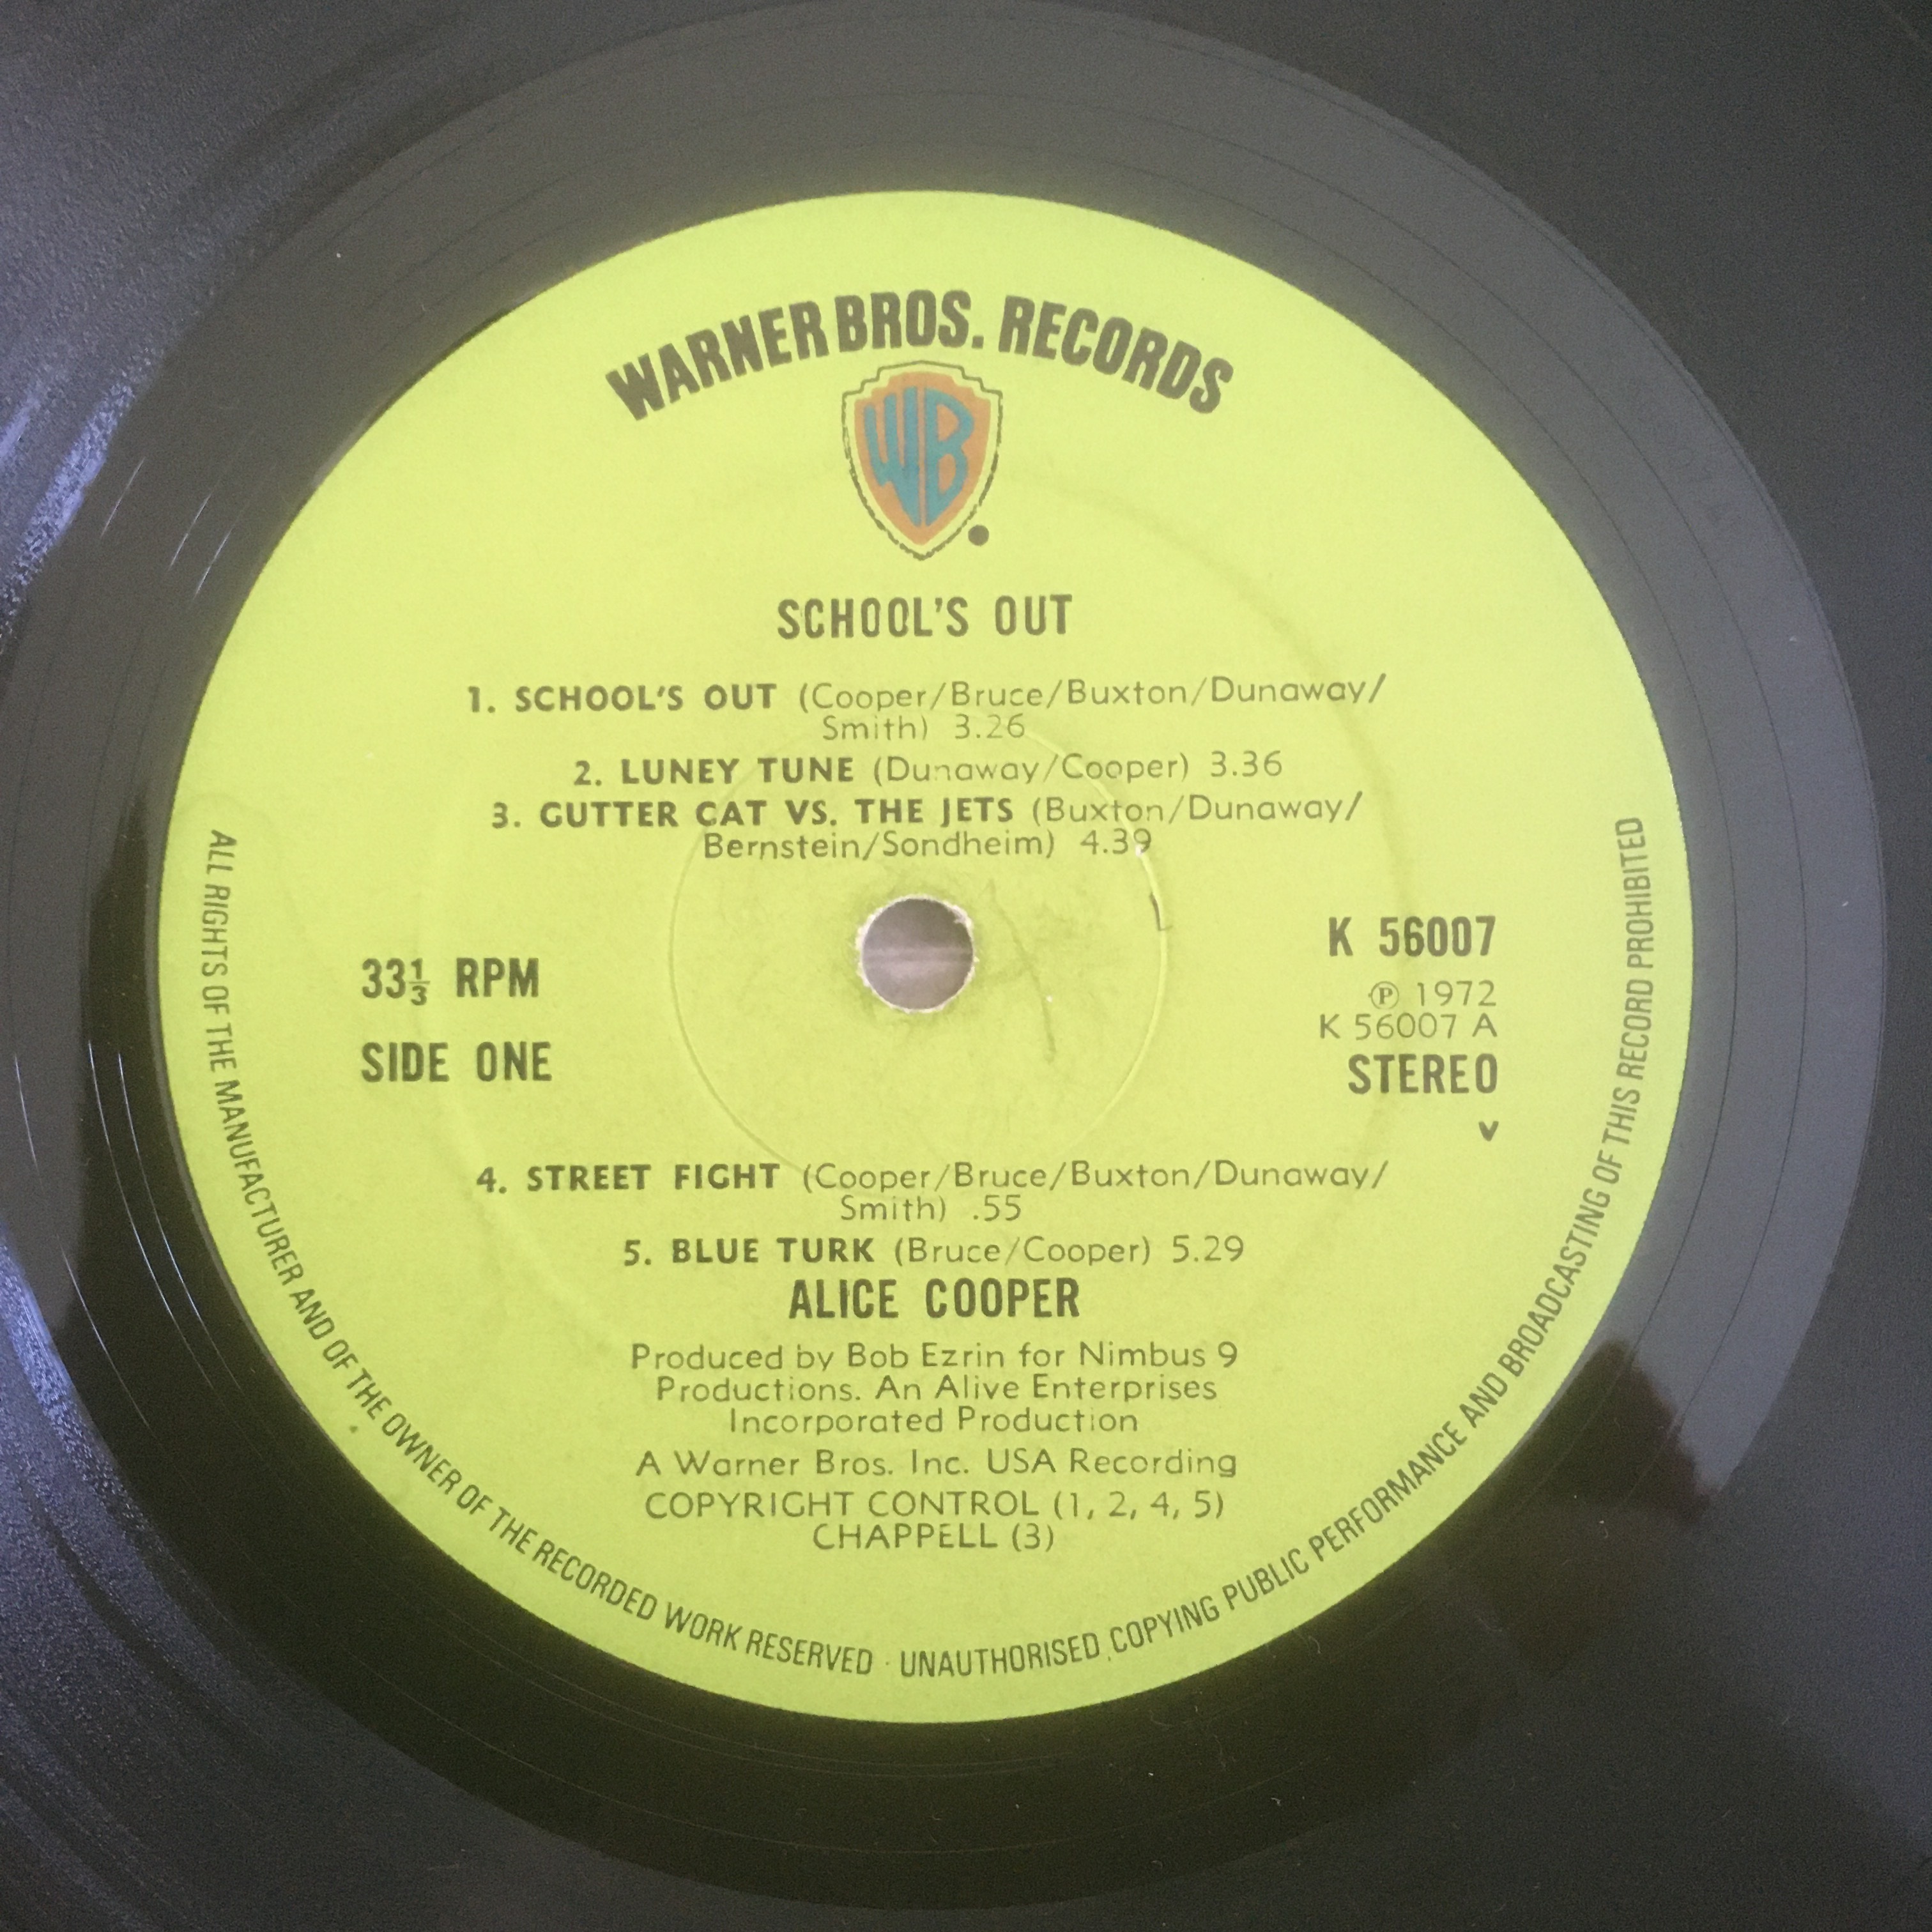 WARNER BROS. RECORDS
WB
SCHOOL'S OUT
1. SCHOOL'S OUT (Cooper/Bruce/Buxton/Dunaway/
Smith) 3.26
2. LUNEY TUNE (Dunaway/Cooper) 3.36
3. GUTTER CAT VS. THE JETS (Buxton/Dunaway/
Bernstein/Sondheim) 4.39
33⅓ RPM
SIDE ONE
K 56007
℗ 1972
K 56007 A
STEREO
v
4. STREET FIGHT (Cooper/Bruce/Buxton/Dunaway/
Smith) .55
5. BLUE TURK (Bruce/Cooper) 5.29
ALICE COOPER
Produced by Bob Ezrin for Nimbus 9
Productions. An Alive Enterprises
Incorporated Production
A Warner Bros. Inc. USA Recording
COPYRIGHT CONTROL (1, 2, 4, 5)
CHAPPELL (3)
ALL RIGHTS OF THE MANUFACTURER AND OF THE OWNER OF THE RECORDED WORK RESERVED · UNAUTHORISED COPYING PUBLIC PERFORMANCE AND BROADCASTING OF THIS RECORD PROHIBITED